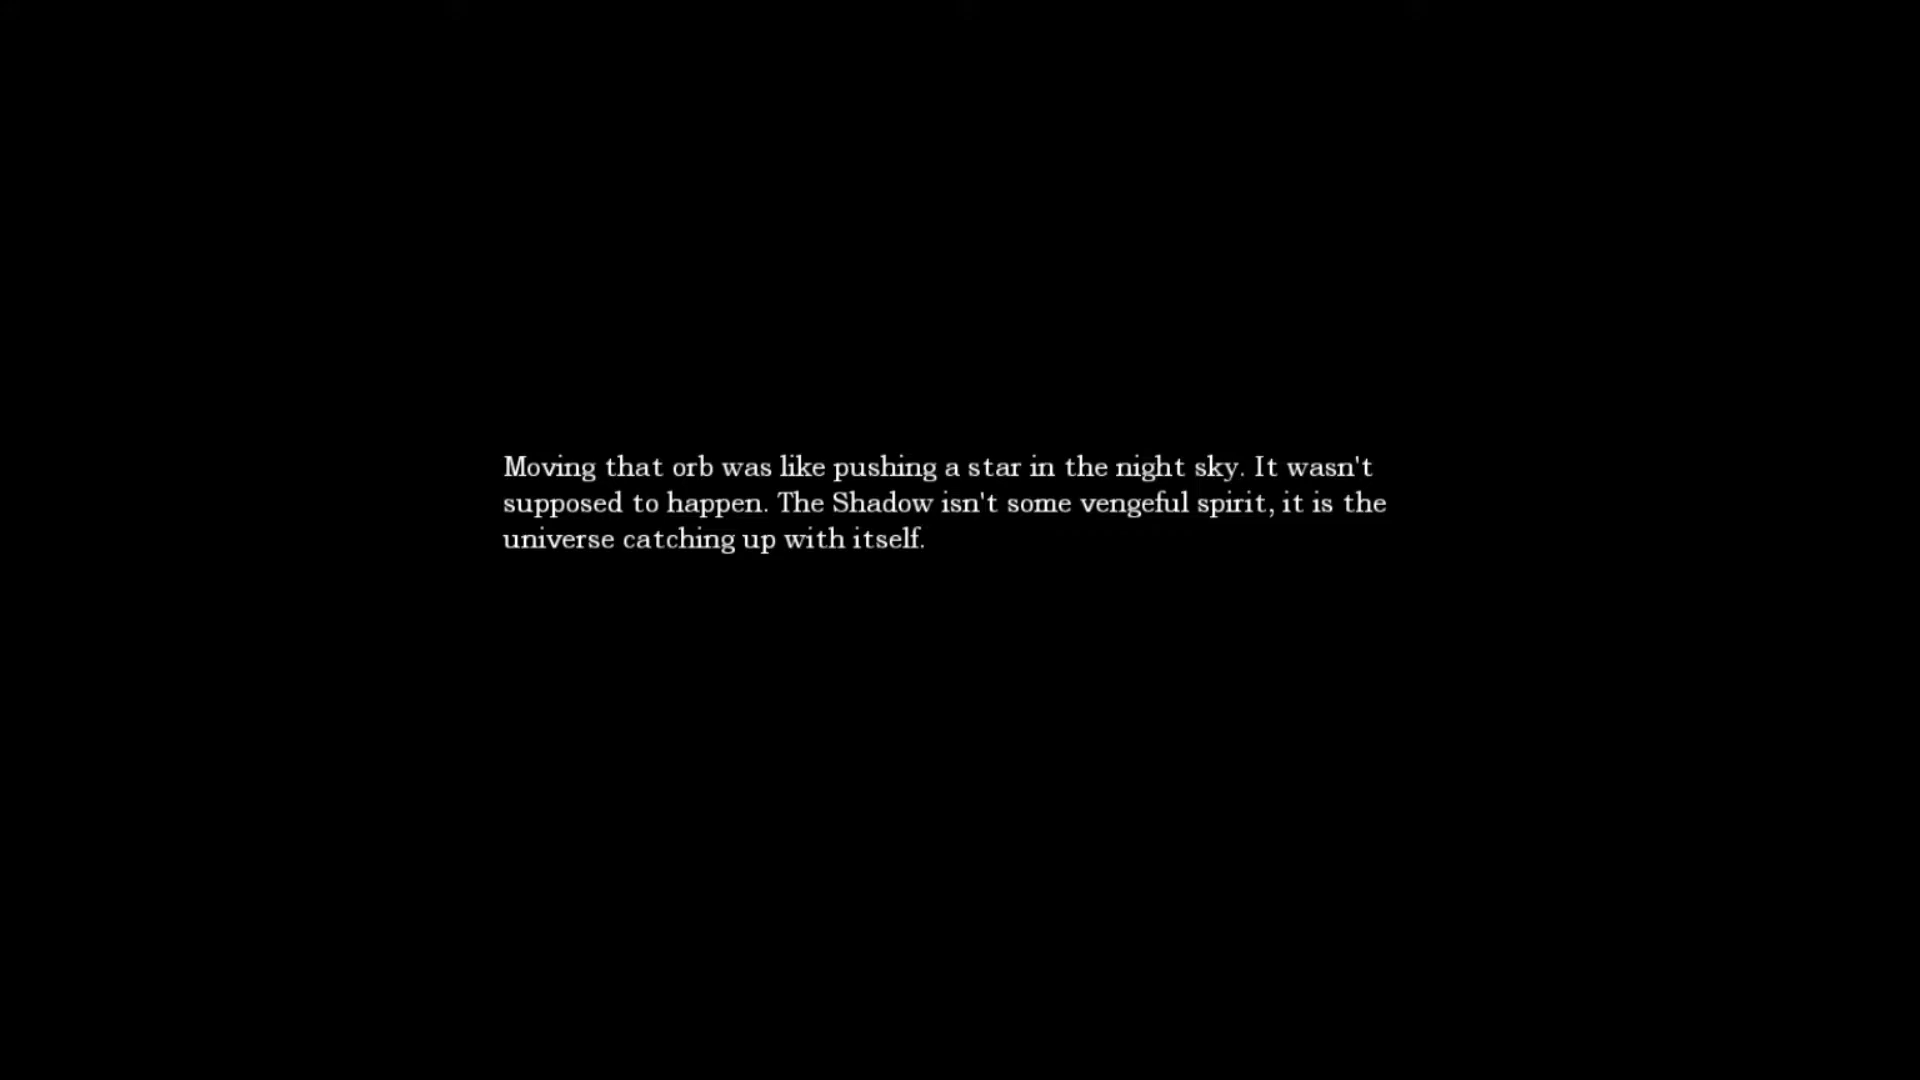 Moving that orb was like pushing a star in the night sky. It wasn't
supposed to happen. The Shadow isn't some vengeful spirit, it is the
universe catching up with itself.